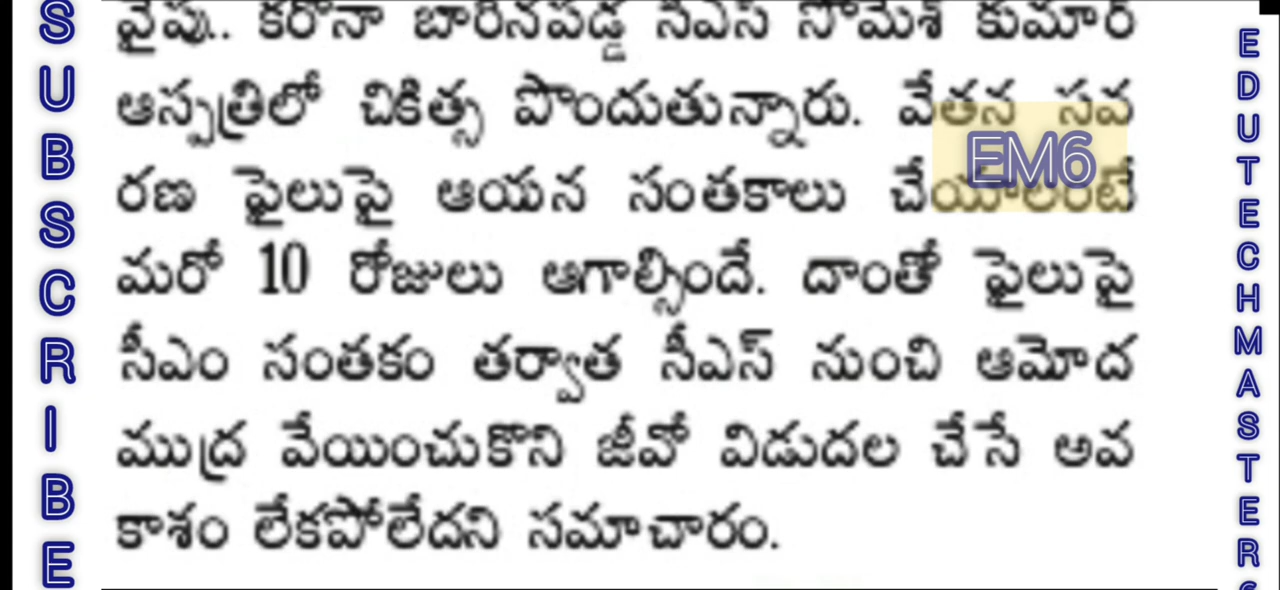 SUBSCRIBE
వైపు.. కరోనా బారినపడ్డ సీఎస్ సోమేశ్ కుమార్
ఆస్పత్రిలో చికిత్స పొందుతున్నారు. వేతన సవ
రణ ఫైలుపై ఆయన సంతకాలు చేయాలంటే
మరో 10 రోజులు ఆగాల్సిందే. దాంతో ఫైలుపై
సీఎం సంతకం తర్వాత సీఎస్ నుంచి ఆమోద
ముద్ర వేయించుకొని జీవో విడుదల చేసే అవ
కాశం లేకపోలేదని సమాచారం.
EM6
EDUTECHMASTERS